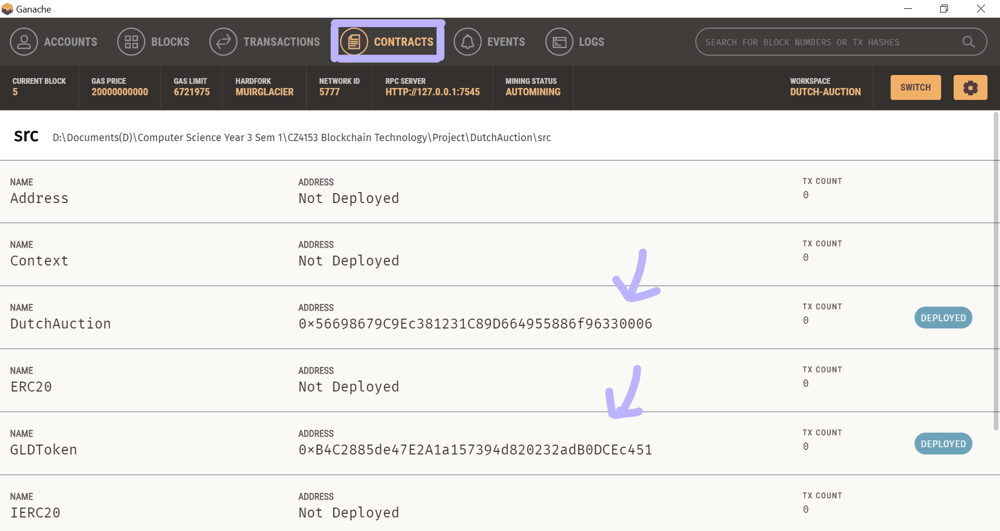 Ganache
ACCOUNTS BLOCKS TRANSACTIONS CONTRACTS EVENTS LOGS SEARCH FOR BLOCK NUMBERS OR TX HASHES
CURRENT BLOCK GAS PRICE GAS LIMIT HARDFORK NETWORK ID RPC SERVER MINING STATUS WORKSPACE
5 20000000000 6721975 MUIRGLACIER 5777 HTTP://127.0.0.1:7545 AUTOMINING DUTCH-AUCTION SWITCH
src D:\Documents(D)\Computer Science Year 3 Sem 1\CZ4153 Blockchain Technology\Project\DutchAuction\src
NAME ADDRESS TX COUNT
Address Not Deployed 0
NAME ADDRESS TX COUNT
Context Not Deployed 0
NAME ADDRESS TX COUNT
DutchAuction 0×56698679C9Ec381231C89D664955886f96330006 0 DEPLOYED
NAME ADDRESS TX COUNT
ERC20 Not Deployed 0
NAME ADDRESS TX COUNT
GLDToken 0×B4C2885de47E2A1a157394d820232adB0DCEc451 0 DEPLOYED
NAME ADDRESS TX COUNT
IERC20 Not Deployed 0